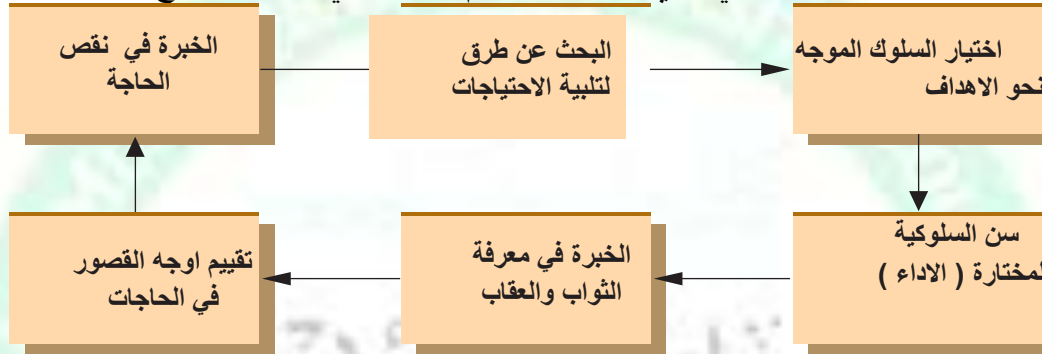 الخبرة في نقص
الحاجة
البحث عن طرق
لتلبية الاحتياجات
اختيار السلوك الموجه
نحو الاهداف
سن السلوكية
لمختارة ( الاداء )
الخبرة في معرفة
الثواب والعقاب
تقييم اوجه القصور
في الحاجات